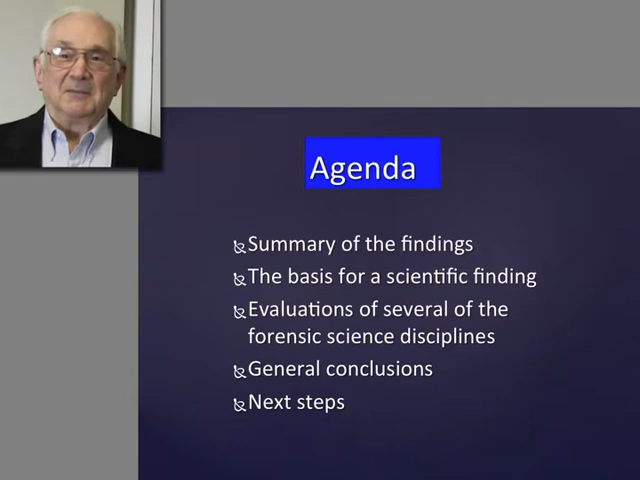 Agenda
Summary of the findings
The basis for a scientific finding
Evaluations of several of the
forensic science disciplines
General conclusions
Next steps